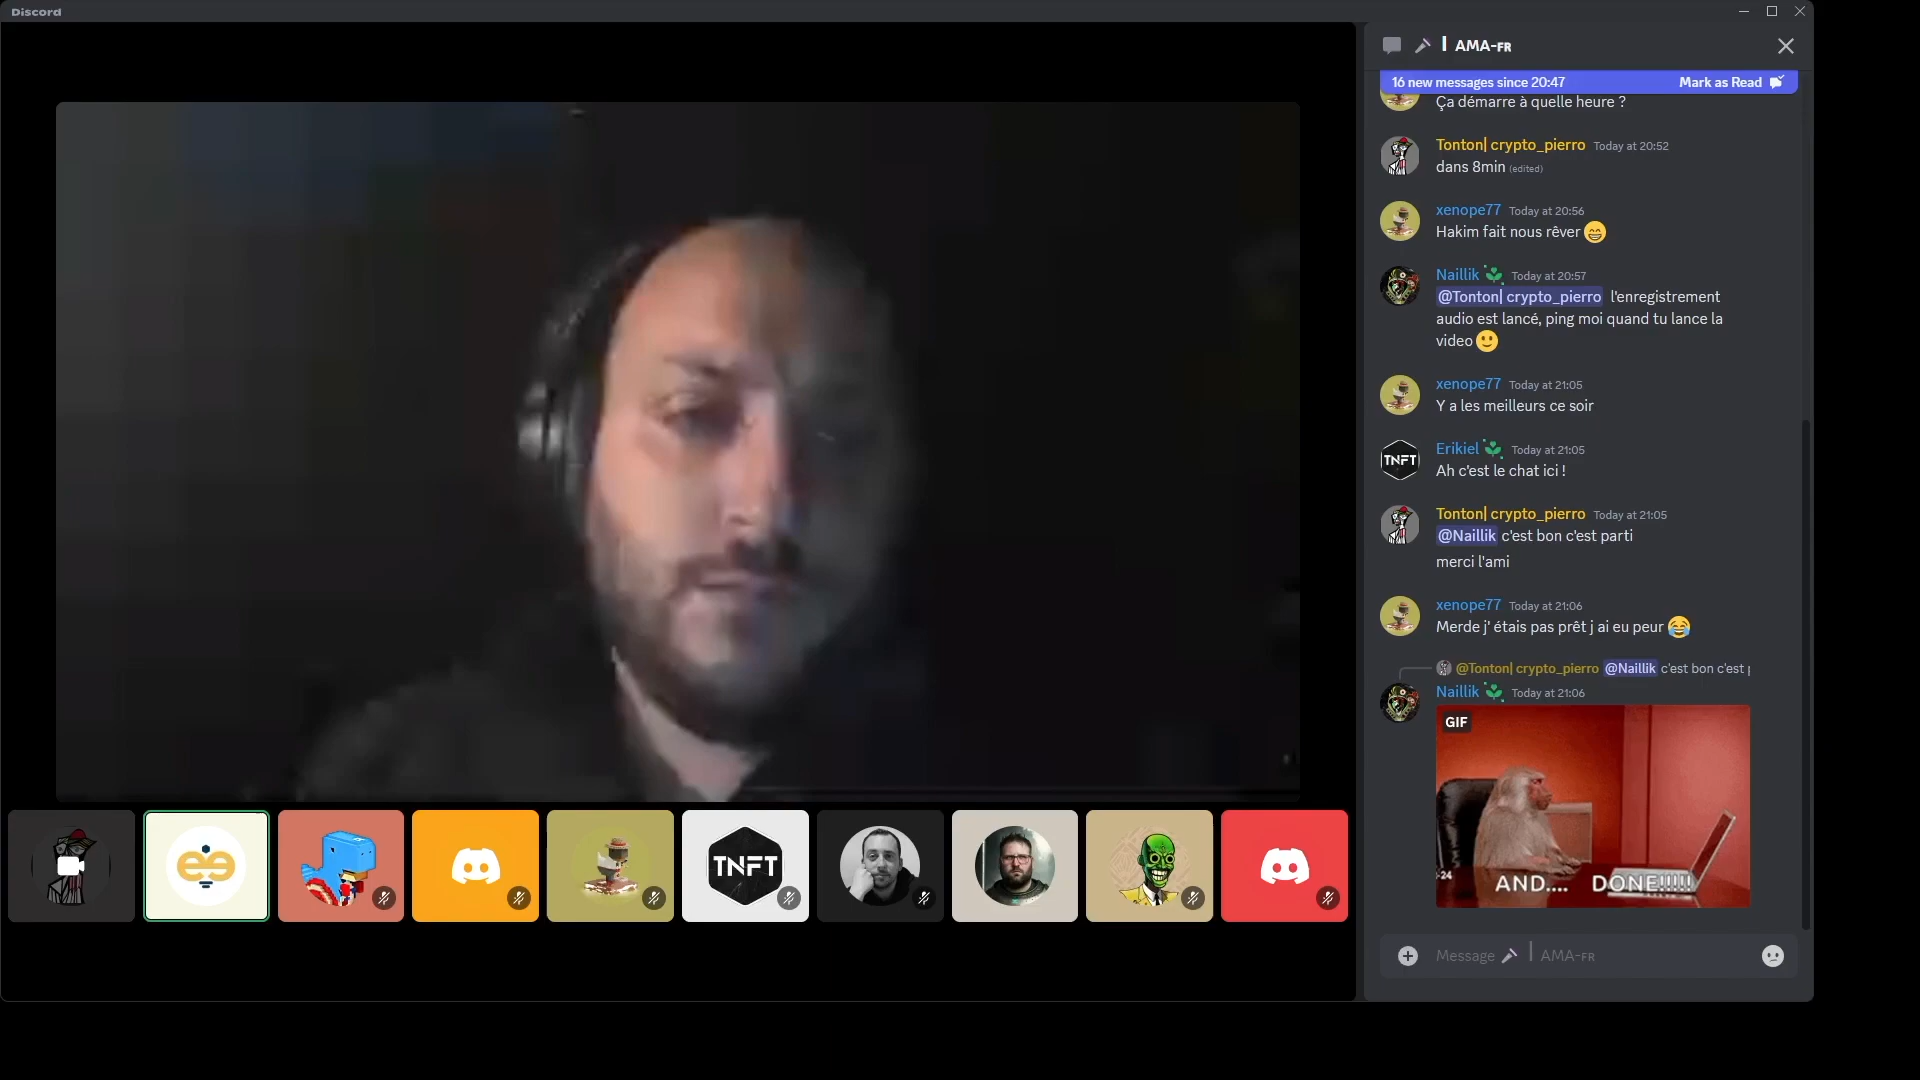 Discord
AMA-FR
16 new messages since 20:47
Mark as Read
Ça démarre à quelle heure ?
Tonton| crypto_pierro Today at 20:52
dans 8min (edited)
xenope77 Today at 20:56
Hakim fait nous rêver 😁
Naillik Today at 20:57
@Tonton| crypto_pierro l'enregistrement
audio est lancé, ping moi quand tu lance la
video 🙂
xenope77 Today at 21:05
Y a les meilleurs ce soir
Erikiel Today at 21:05
Ah c'est le chat ici !
Tonton| crypto_pierro Today at 21:05
@Naillik c'est bon c'est parti
merci l'ami
xenope77 Today at 21:06
Merde j' étais pas prêt j ai eu peur 😂
@Tonton| crypto_pierro @Naillik c'est bon c'est
Naillik Today at 21:06
GIF
-24
AND.... DONE!!!!!
TNFT
TNFT
Message AMA-FR